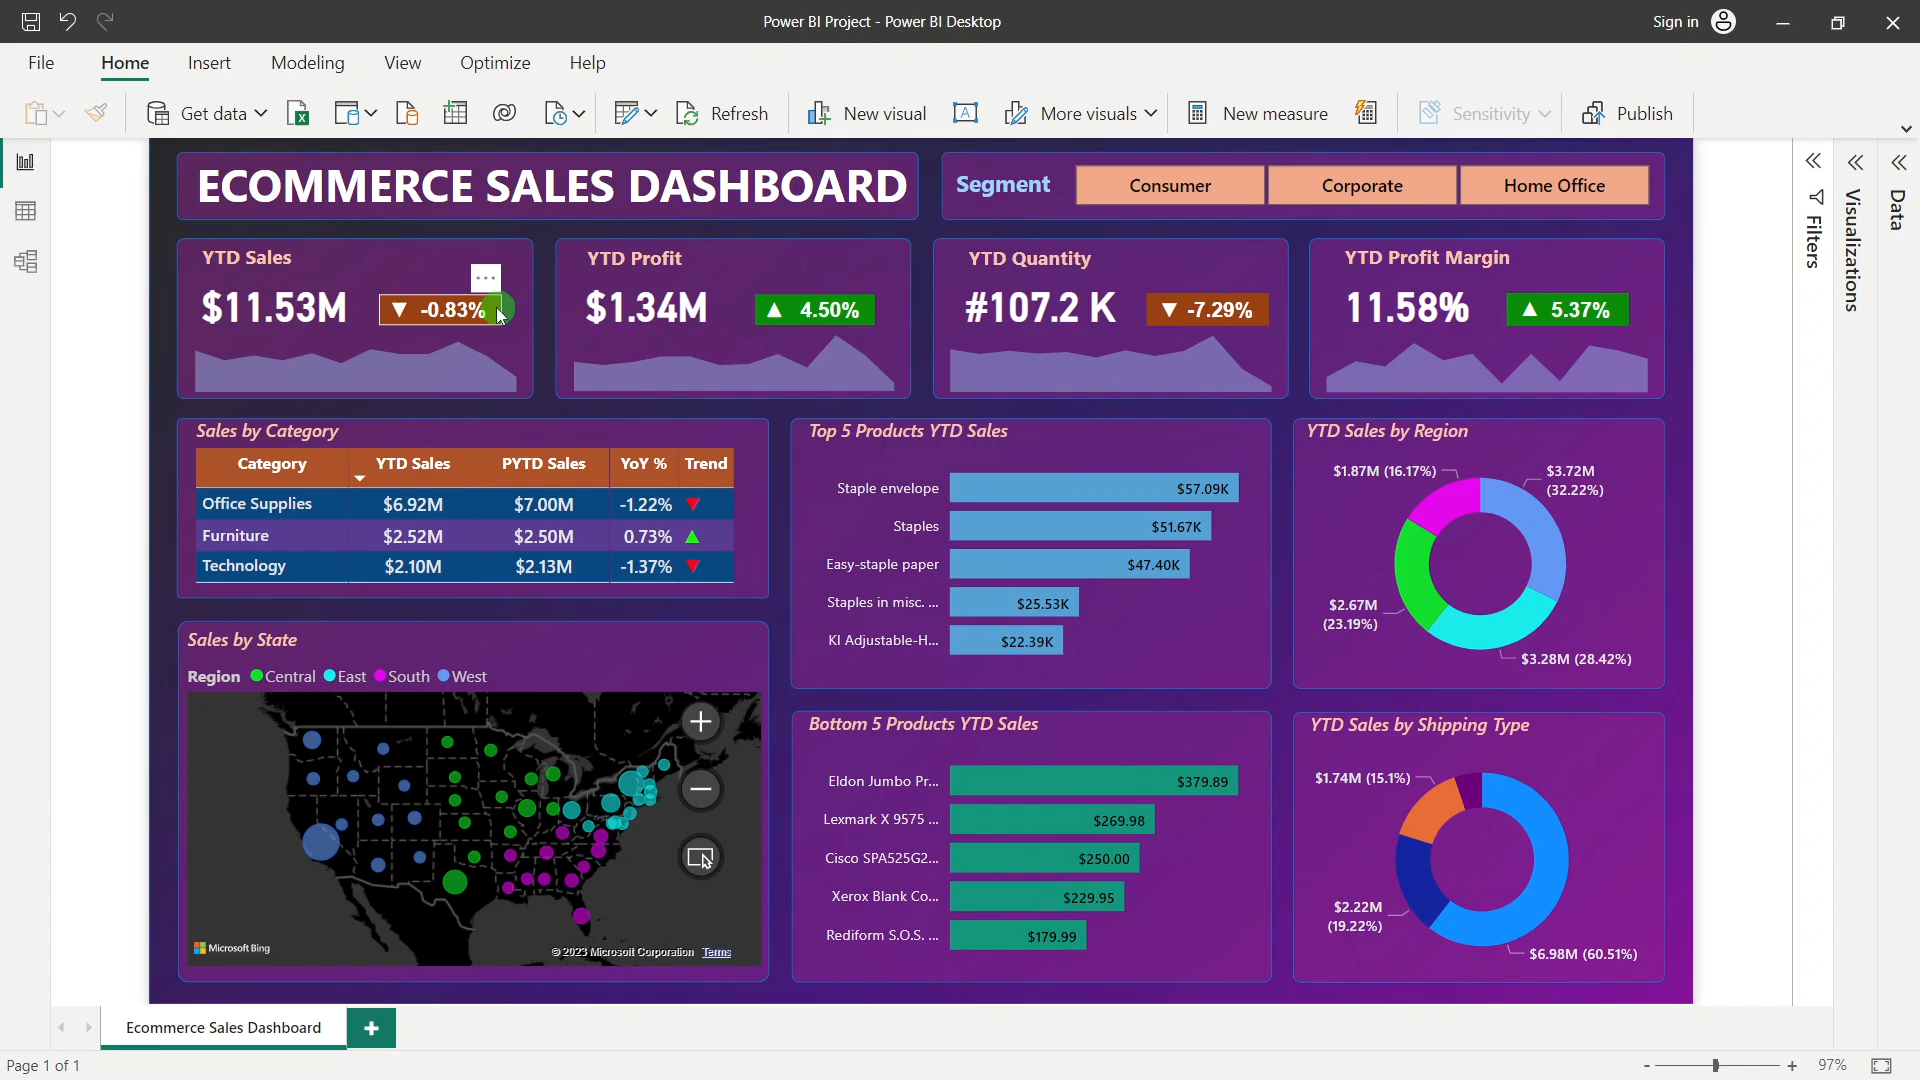 Power BI Project - Power BI Desktop
Sign in
File
Home
Insert
Modeling
View
Optimize
Help
Get data
Refresh
New visual
More visuals
New measure
Sensitivity
Publish
ECOMMERCE SALES DASHBOARD
Segment
Consumer
Corporate
Home Office
YTD Sales
$11.53M
▼ -0.83%
YTD Profit
$1.34M
▲ 4.50%
YTD Quantity
#107.2 K
▼ -7.29%
YTD Profit Margin
11.58%
▲ 5.37%
Sales by Category
Category YTD Sales PYTD Sales YoY % Trend
Office Supplies $6.92M $7.00M -1.22% ▼
Furniture $2.52M $2.50M 0.73% ▲
Technology $2.10M $2.13M -1.37% ▼
Sales by State
Region Central East South West
Microsoft Bing
© 2023 Microsoft Corporation Terms
Top 5 Products YTD Sales
Staple envelope $57.09K
Staples $51.67K
Easy-staple paper $47.40K
Staples in misc. ... $25.53K
KI Adjustable-H... $22.39K
Bottom 5 Products YTD Sales
Eldon Jumbo Pr... $379.89
Lexmark X 9575 ... $269.98
Cisco SPA525G2... $250.00
Xerox Blank Co... $229.95
Rediform S.O.S. ... $179.99
YTD Sales by Region
$1.87M (16.17%)
$3.72M
(32.22%)
$2.67M
(23.19%)
$3.28M (28.42%)
YTD Sales by Shipping Type
$1.74M (15.1%)
$2.22M
(19.22%)
$6.98M (60.51%)
Filters
Visualizations
Data
Ecommerce Sales Dashboard
Page 1 of 1
97%